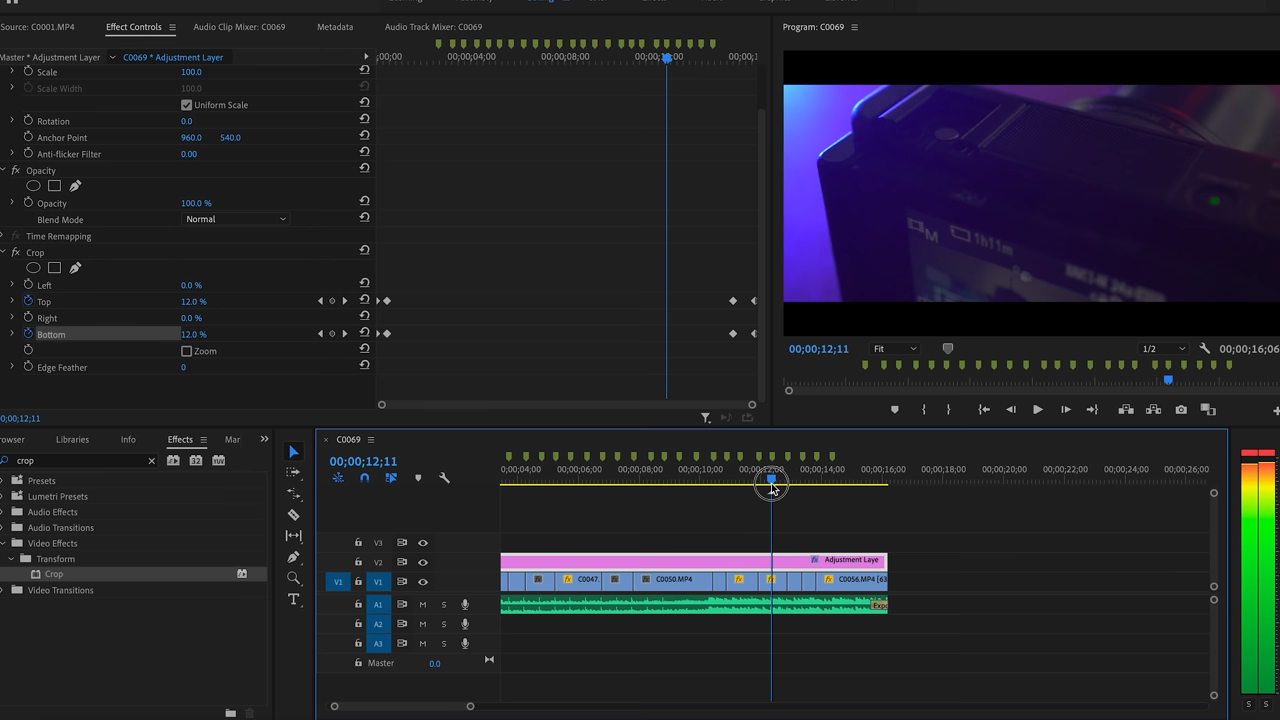 Source: C0001.MP4
Effect Controls
Audio Clip Mixer: C0069
Metadata
Audio Track Mixer: C0069
Program: C0069
Master * Adjustment Layer
C0069 * Adjustment Layer
;00;00
00;00;04;00
00;00;08;00
Scale
100.0
Scale Width
100.0
Uniform Scale
Rotation
0.0
Anchor Point
960.0
540.0
Anti-flicker Filter
0.00
Opacity
Opacity
100.0 %
Blend Mode
Normal
Time Remapping
Crop
Left
0.0 %
Top
12.0 %
Right
0.0 %
Bottom
12.0 %
Zoom
Edge Feather
0
M
1h11m
00;00;12;11
Fit
1/2
00;00;16;06
00;00;12;11
rowser
Libraries
Info
Effects
Mar
crop
Presets
Lumetri Presets
Audio Effects
Audio Transitions
Video Effects
Transform
Crop
Video Transitions
C0069
00;00;12;11
0;00;04;00
00;00;06;00
00;00;08;00
00;00;10;00
00;00;12;00
00;00;14;00
00;00;16;00
00;00;18;00
00;00;20;00
00;00;22;00
00;00;24;00
00;00;26;00
V3
V2
Adjustment Laye
V1
V1
C0047.
C0050.MP4
C0056.MP4 [63
A1
M
S
Expo
A2
M
S
A3
M
S
Master
0.0
S
S